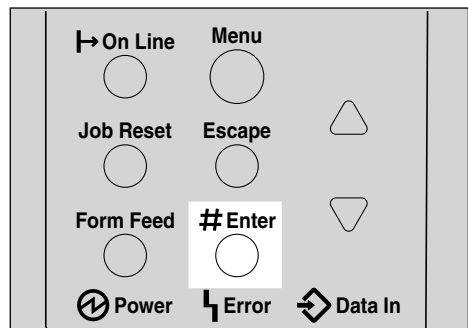 On Line Menu
Job Reset Escape
Form Feed # Enter
Power Error Data In